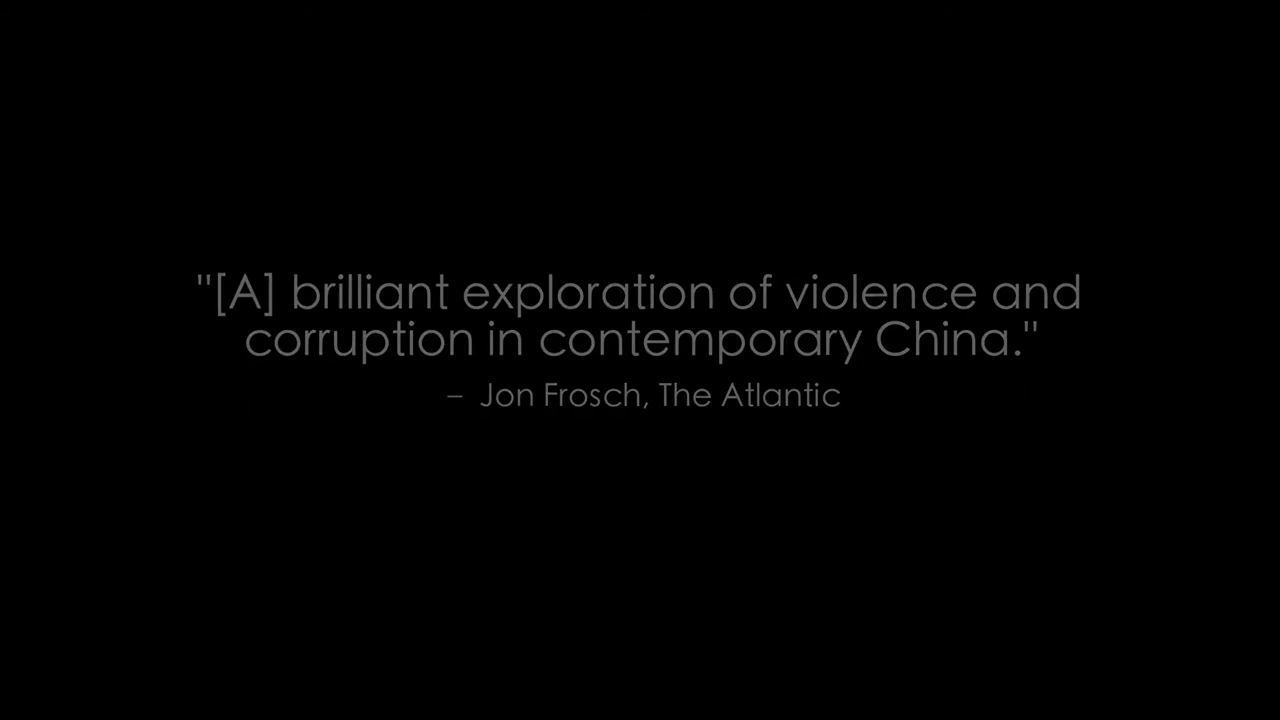 "[A] brilliant exploration of violence and
corruption in contemporary China."
– Jon Frosch, The Atlantic